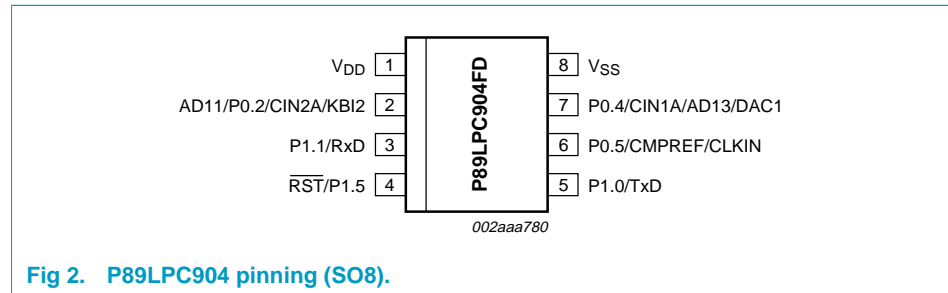 VDD 1
8 VSS
AD11/P0.2/CIN2A/KBI2 2
7 P0.4/CIN1A/AD13/DAC1
P1.1/RxD 3
6 P0.5/CMPREF/CLKIN
RST/P1.5 4
5 P1.0/TxD
P89LPC904FD
002aaa780
Fig 2. P89LPC904 pinning (SO8).